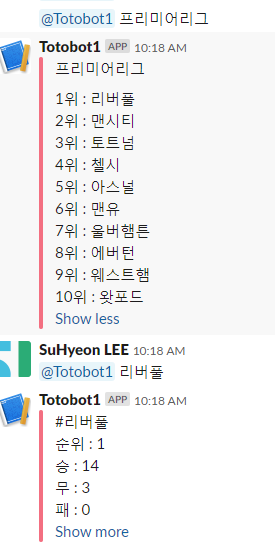 @Totobot1 프리미어리그
Totobot1 APP 10:18 AM
프리미어리그
1위 : 리버풀
2위 : 맨시티
3위 : 토트넘
4위 : 첼시
5위 : 아스널
6위 : 맨유
7위 : 울버햄튼
8위 : 에버턴
9위 : 웨스트햄
10위 : 왓포드
Show less
SuHyeon LEE 10:18 AM
@Totobot1 리버풀
Totobot1 APP 10:18 AM
#리버풀
순위 : 1
승 : 14
무 : 3
패 : 0
Show more